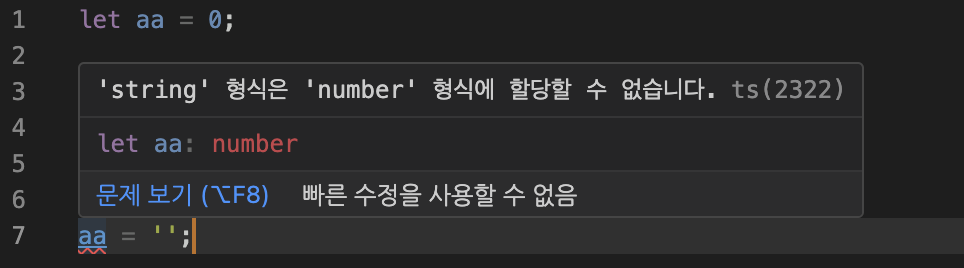 1 let aa = 0;
2
3 'string' 형식은 'number' 형식에 할당할 수 없습니다. ts(2322)
4
5 let aa: number
6 문제 보기 (⌥F8) 빠른 수정을 사용할 수 없음
7 aa = '';